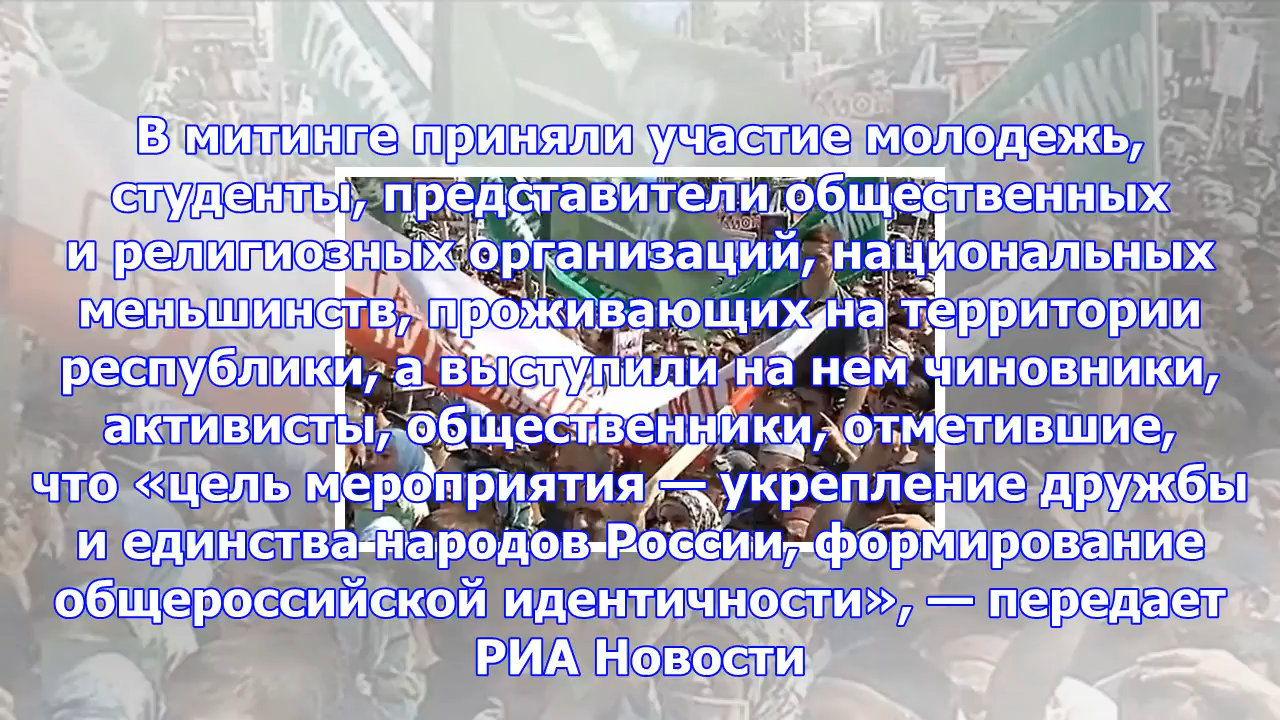 В митинге приняли участие молодежь,
студенты, представители общественных
и религиозных организаций, национальных
меньшинств, проживающих на территории
республики, а выступили на нем чиновники,
активисты, общественники, отметившие,
что «цель мероприятия — укрепление дружбы
и единства народов России, формирование
общероссийской идентичности», — передает
РИА Новости